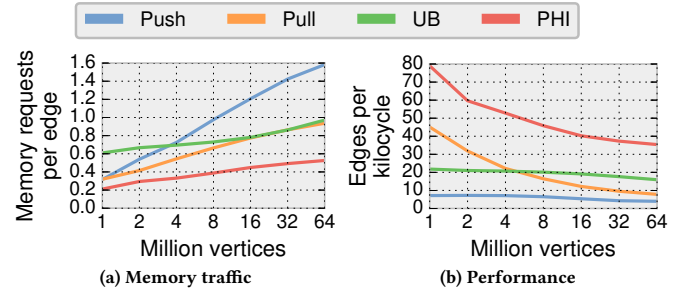 Push Pull UB PHI
Memory requests
per edge
1.6
1.4
1.2
1.0
0.8
0.6
0.4
0.2
0.0
1 2 4 8 16 32 64
Million vertices
(a) Memory traffic
Edges per
kilocycle
80
70
60
50
40
30
20
10
0
1 2 4 8 16 32 64
Million vertices
(b) Performance